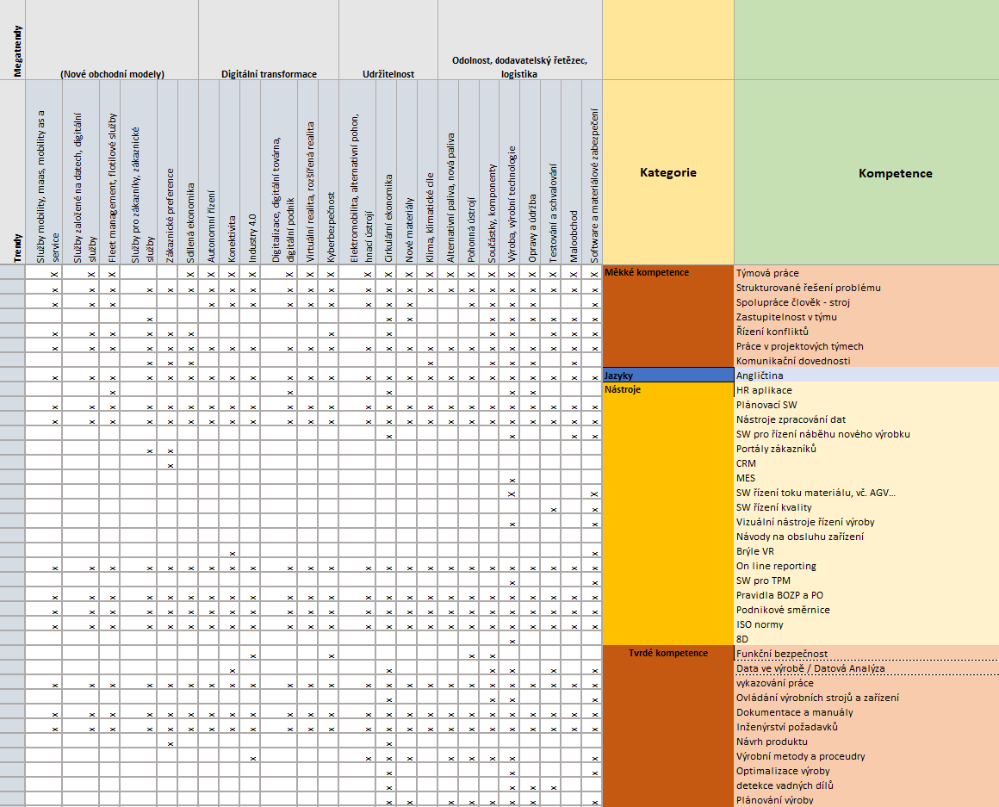 Megatrendy
(Nové obchodní modely)
Digitální transformace
Udržitelnost
Odolnost, dodavatelský řetězec,
logistika
Trendy
Služby mobility, maas, mobility as a
service
Služby založené na datech, digitální
služby
Fleet management, flotilové služby
Služby pro zákazníky, zákaznické
služby
Zákaznické preference
Sdílená ekonomika
Autonomní řízení
Konektivita
Industry 4.0
Digitalizace, digitální továrna,
digitální podnik
Virtuální realita, rozšířená realita
Kyberbezpečnost
Elektromobilita, alternativní pohon,
hnací ústrojí
Cirkulární ekonomika
Nové materiály
Klima, klimatické cíle
Alternativní paliva, nová paliva
Pohonná ústrojí
Součástky, komponenty
Výroba, výrobní technologie
Opravy a údržba
Testování a schvalování
Maloobchod
Software a materiálové zabezpečení
Kategorie
Kompetence
X X X X X X X X X X X X X X X X X X X X X X Měkké kompetence Týmová práce
x x x x x x x x x x x x x x x x x x x x x x x x Strukturované řešení problému
x x x x x x x x x x x x x x x x x Spolupráce člověk - stroj
x x x x x x x x x Zastupitelnost v týmu
x x x x x x x x x x x x x Řízení konfliktů
x x x x x x x x x x x x x x x x x x x x x x x x Práce v projektových týmech
x x x x x x x x Komunikační dovednosti
x x x x x x x x x x x x x x x x x x x x x x x x Jazyky Angličtina
x x x x x Nástroje HR aplikace
x x x x x x x x x x x x x x x x x x x x x x x x Plánovací SW
x x x x x x x x x x x x x x x x x x x x x x x x Nástroje zpracování dat
x x x x SW pro řízení náběhu nového výrobku
x x Portály zákazníků
x CRM
x MES
X X SW řízení toku materiálu, vč. AGV...
x x SW řízení kvality
x x Vizuální nástroje řízení výroby
Návody na obsluhu zařízení
x x Brýle VR
x x x x x x x x x x x x x x x x x x x x x x x x On line reporting
x x SW pro TPM
x x x x x x x x x x x x x x x x x x x x x x x x Pravidla BOZP a PO
x x x x x x x x x x x x x x x x x x x x x x x x Podnikové směrnice
x x x x x x x x x x x x x x x x x x x x x x x x ISO normy
x 8D
x x x x Tvrdé kompetence Funkční bezpečnost
x x x x x x Data ve výrobě / Datová Analýza
x x x x x x x x x x x x x x x x x x x x x x x x vykazování práce
x x x x Ovládání výrobních strojů a zařízení
x x x x x x x x x x x x x x x x x x x x x x x x Dokumentace a manuály
x x x x x x x x x x x x x x x x x x x x x x x x Inženýrství požadavků
x x Návrh produktu
x x x x x x x x x Výrobní metody a proceudry
x x x Optimalizace výroby
x x x x detekce vadných dílů
x x x x x x x x Plánování výroby